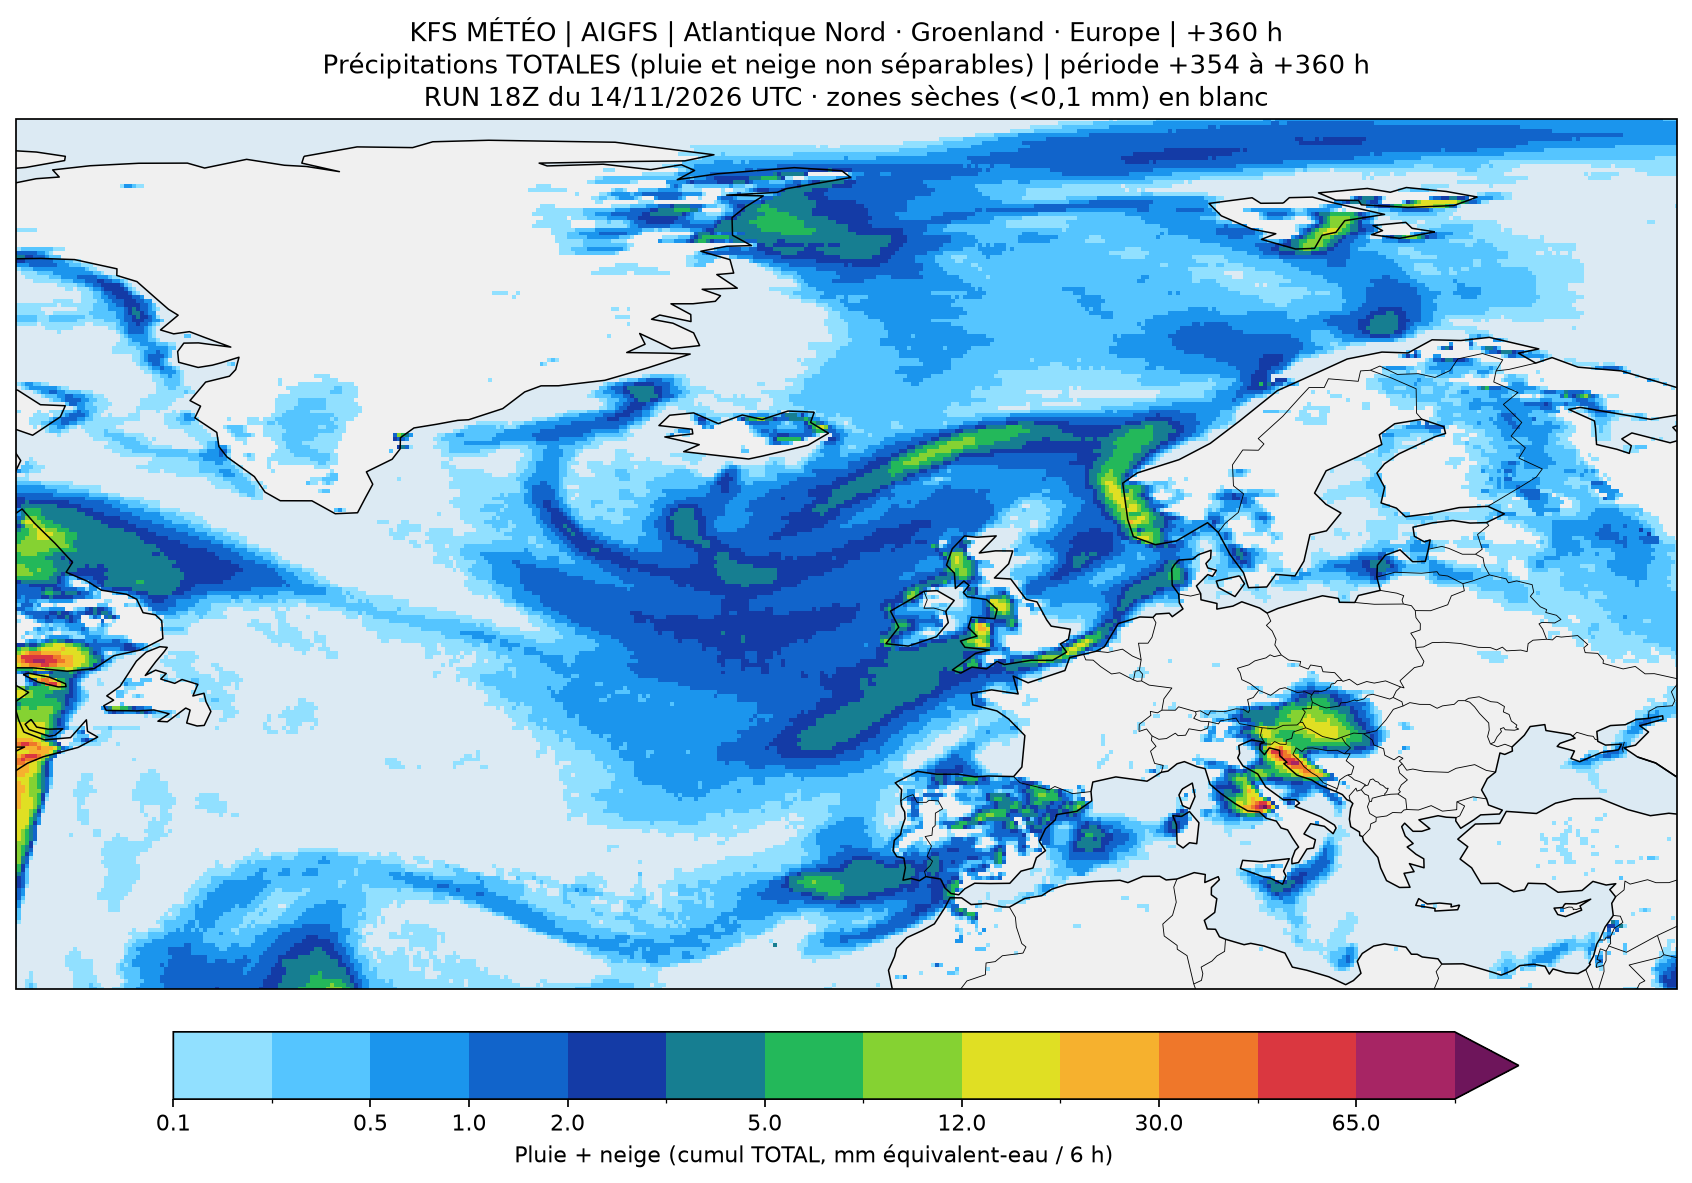 KFS MÉTÉO | AIGFS | Atlantique Nord · Groenland · Europe | +360 h
Précipitations TOTALES (pluie et neige non séparables) | période +354 à +360 h
RUN 18Z du 14/11/2026 UTC · zones sèches (<0,1 mm) en blanc
0.1 0.5 1.0 2.0 5.0 12.0 30.0 65.0
Pluie + neige (cumul TOTAL, mm équivalent-eau / 6 h)